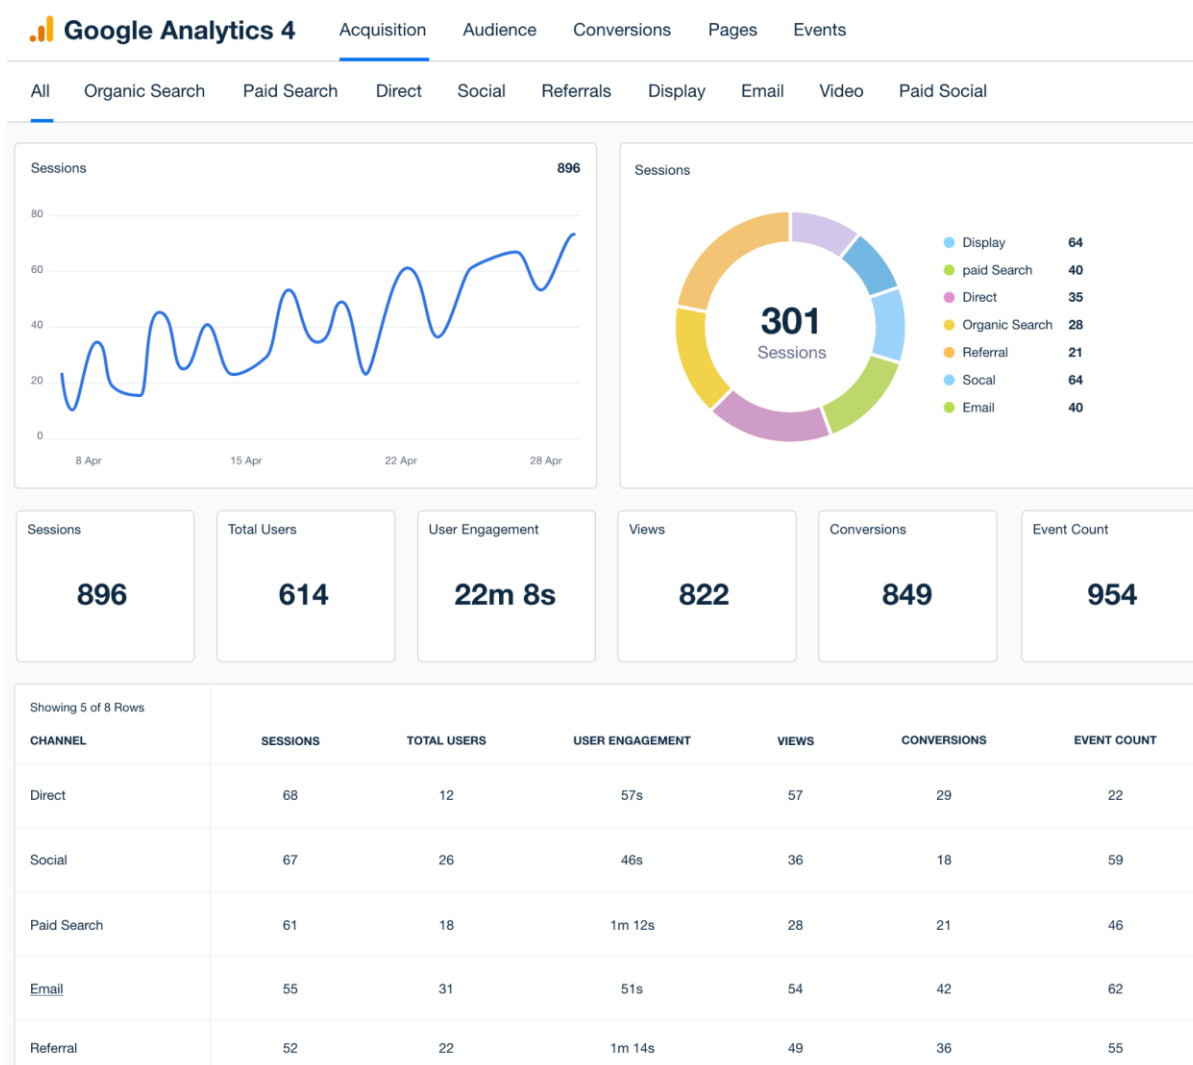 Google Analytics 4 Acquisition Audience Conversions Pages Events
All Organic Search Paid Search Direct Social Referrals Display Email Video Paid Social
Sessions 896
80
60
40
20
0
8 Apr 15 Apr 22 Apr 28 Apr
Sessions
301
Sessions
Display 64
paid Search 40
Direct 35
Organic Search 28
Referral 21
Socal 64
Email 40
Sessions
896
Total Users
614
User Engagement
22m 8s
Views
822
Conversions
849
Event Count
954
Showing 5 of 8 Rows
CHANNEL SESSIONS TOTAL USERS USER ENGAGEMENT VIEWS CONVERSIONS EVENT COUNT
Direct 68 12 57s 57 29 22
Social 67 26 46s 36 18 59
Paid Search 61 18 1m 12s 28 21 46
Email 55 31 51s 54 42 62
Referral 52 22 1m 14s 49 36 55